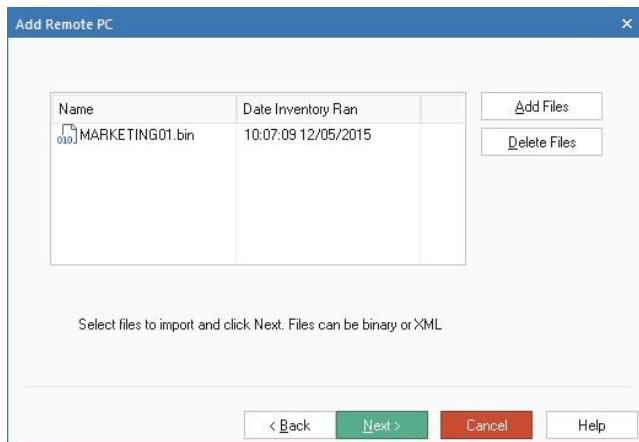 Add Remote PC
Name Date Inventory Ran
Add Files
010 MARKETING01.bin 10:07:09 12/05/2015
Delete Files
Select files to import and click Next. Files can be binary or XML
< Back Next > Cancel Help